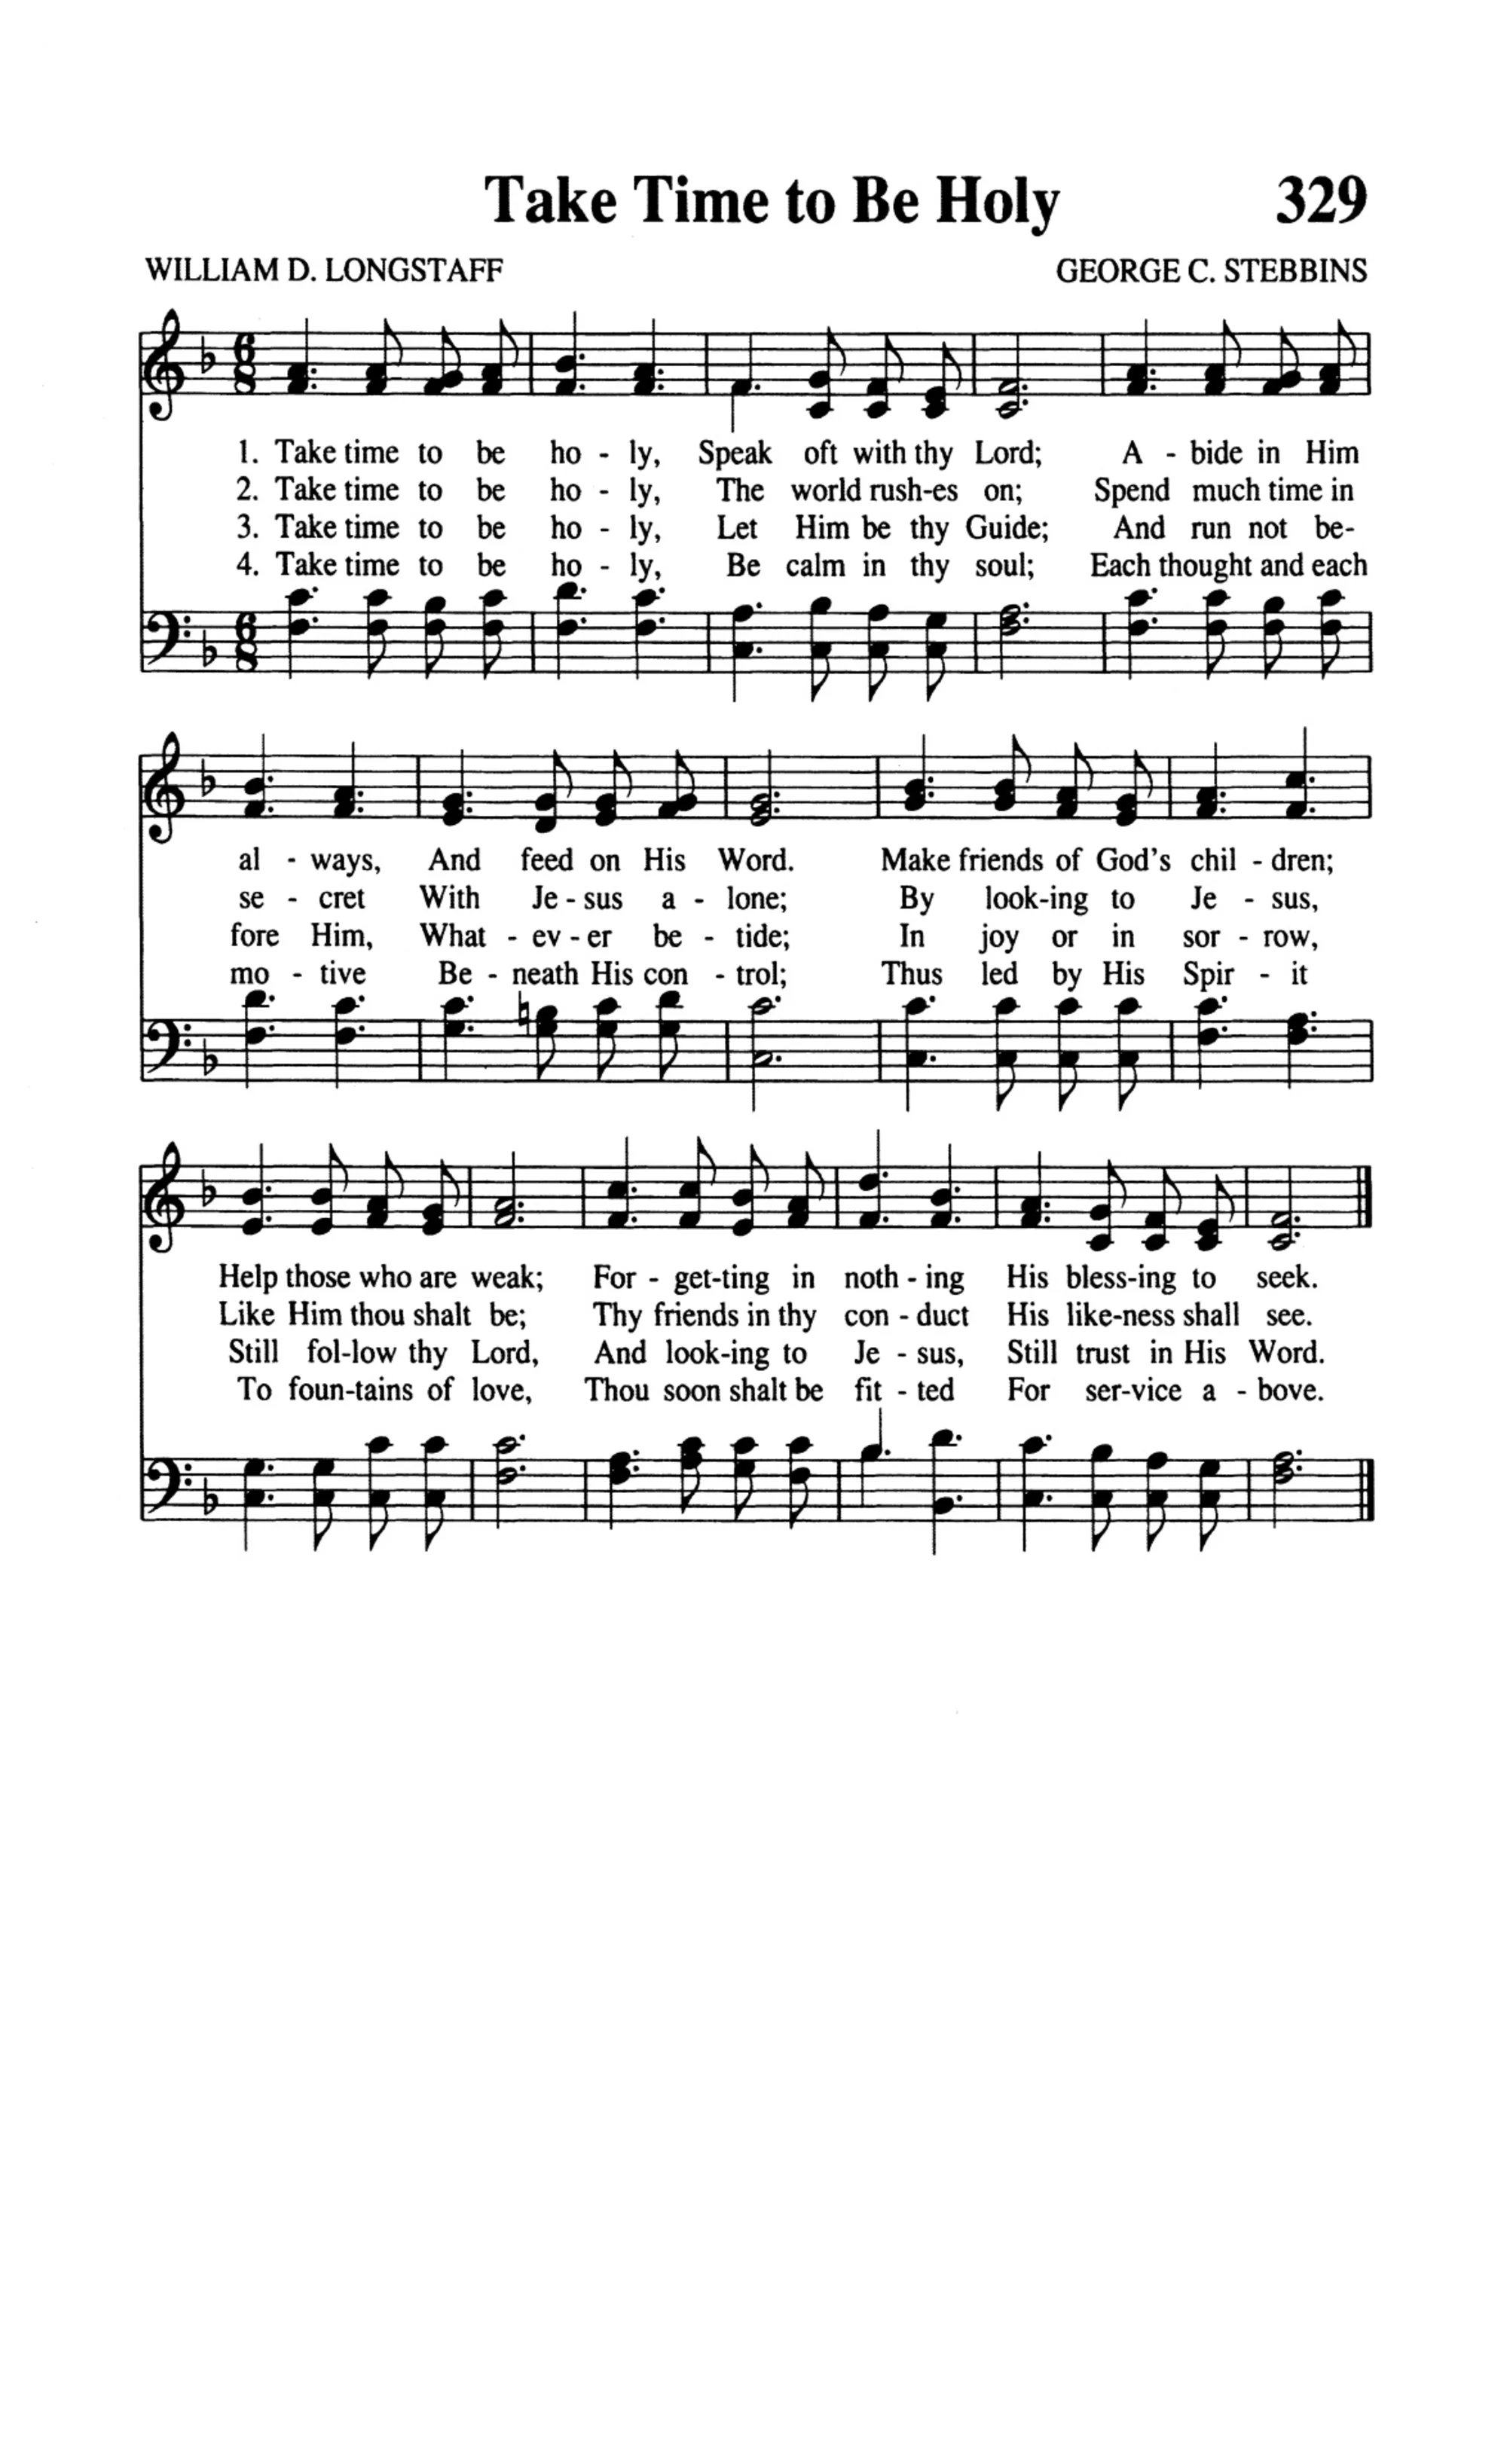 Take Time to Be Holy 329
WILLIAM D. LONGSTAFF GEORGE C. STEBBINS
1. Take time to be ho - ly, Speak oft with thy Lord; A - bide in Him
2. Take time to be ho - ly, The world rush-es on; Spend much time in
3. Take time to be ho - ly, Let Him be thy Guide; And run not be-
4. Take time to be ho - ly, Be calm in thy soul; Each thought and each
al - ways, And feed on His Word. Make friends of God's chil - dren;
se - cret With Je - sus a - lone; By look-ing to Je - sus,
fore Him, What - ev - er be - tide; In joy or in sor - row,
mo - tive Be - neath His con - trol; Thus led by His Spir - it
Help those who are weak; For - get-ting in noth - ing His bless-ing to seek.
Like Him thou shalt be; Thy friends in thy con - duct His like-ness shall see.
Still fol-low thy Lord, And look-ing to Je - sus, Still trust in His Word.
To foun-tains of love, Thou soon shalt be fit - ted For ser-vice a - bove.